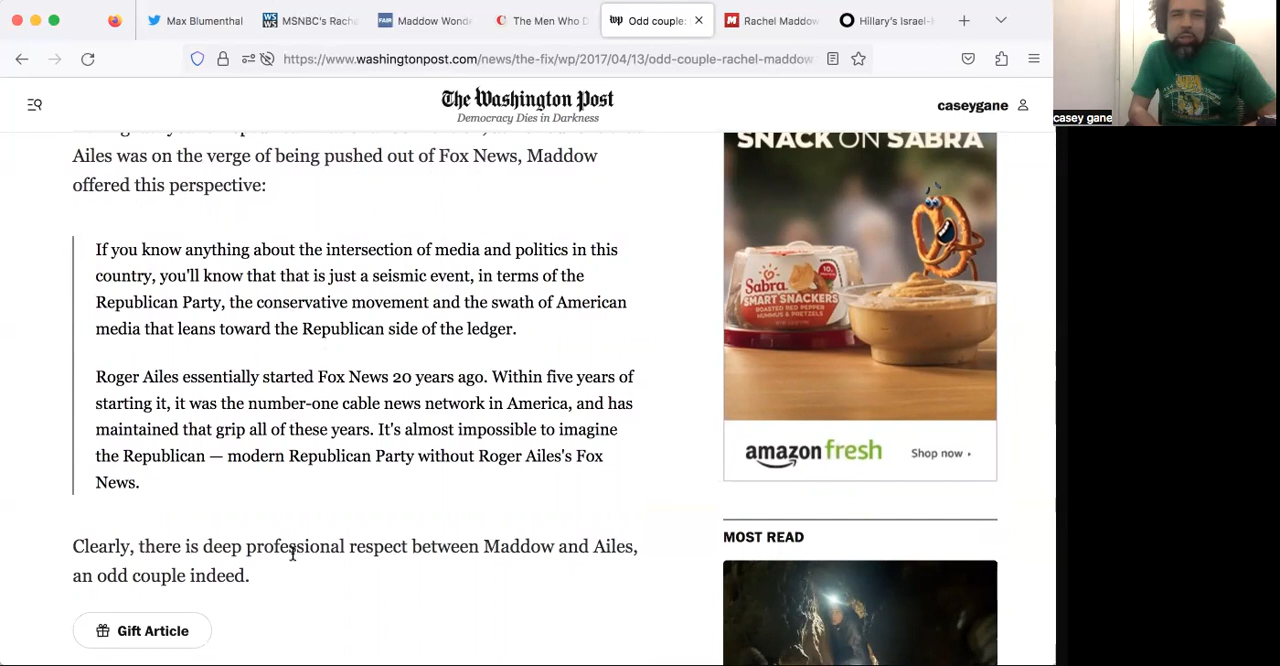 Max Blumenthal
MSNBC's Rach
Maddow Wond
The Men Who D
Odd couple:
Rachel Maddow
Hillary's Israel-
https://www.washingtonpost.com/news/the-fix/wp/2017/04/13/odd-couple-rachel-maddow
The Washington Post
Democracy Dies in Darkness
caseygane
casey gane
Ailes was on the verge of being pushed out of Fox News, Maddow
offered this perspective:
If you know anything about the intersection of media and politics in this
country, you'll know that that is just a seismic event, in terms of the
Republican Party, the conservative movement and the swath of American
media that leans toward the Republican side of the ledger.
Roger Ailes essentially started Fox News 20 years ago. Within five years of
starting it, it was the number-one cable news network in America, and has
maintained that grip all of these years. It's almost impossible to imagine
the Republican — modern Republican Party without Roger Ailes's Fox
News.
Clearly, there is deep professional respect between Maddow and Ailes,
an odd couple indeed.
Gift Article
SNACK ON SABRA
Sabra
SMART SNACKERS
ROASTED RED PEPPER
HUMMUS & PRETZELS
amazon fresh
Shop now
MOST READ